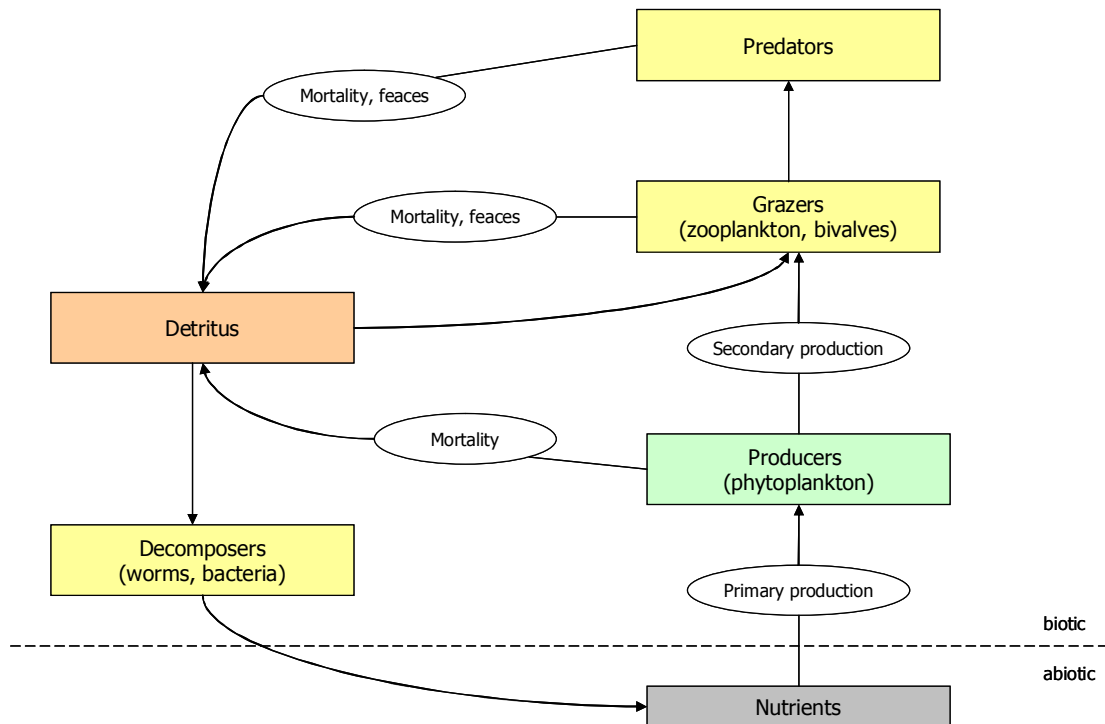 Predators
Mortality, feaces
Mortality, feaces
Grazers
(zooplankton, bivalves)
Detritus
Secondary production
Mortality
Producers
(phytoplankton)
Decomposers
(worms, bacteria)
Primary production
biotic
abiotic
Nutrients